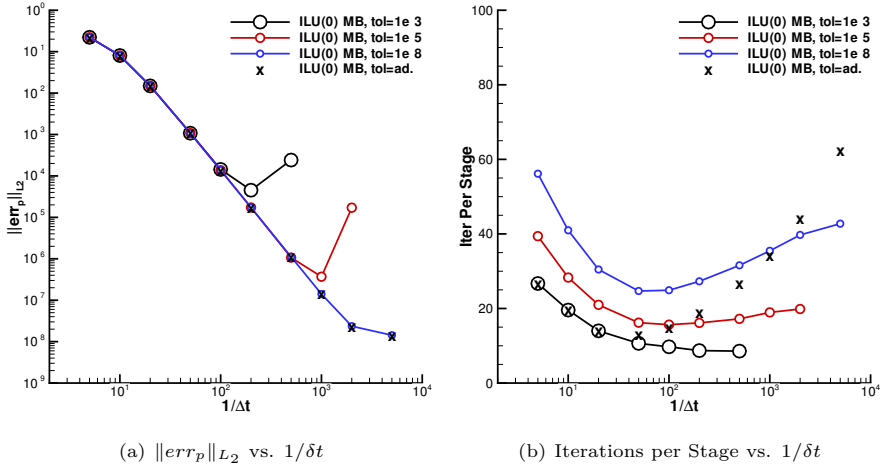 10^0
10^1
10^2
10^3
10^4
10^5
10^6
10^7
10^8
10^9
||err_p||_L2
10^1
10^2
10^3
10^4
1/Δt
ILU(0) MB, tol=1e 3
ILU(0) MB, tol=1e 5
ILU(0) MB, tol=1e 8
ILU(0) MB, tol=ad.
100
80
60
40
20
0
Iter Per Stage
10^1
10^2
10^3
10^4
1/Δt
ILU(0) MB, tol=1e 3
ILU(0) MB, tol=1e 5
ILU(0) MB, tol=1e 8
ILU(0) MB, tol=ad.
(a) ‖err_p‖_{L_2} vs. 1/δt
(b) Iterations per Stage vs. 1/δt